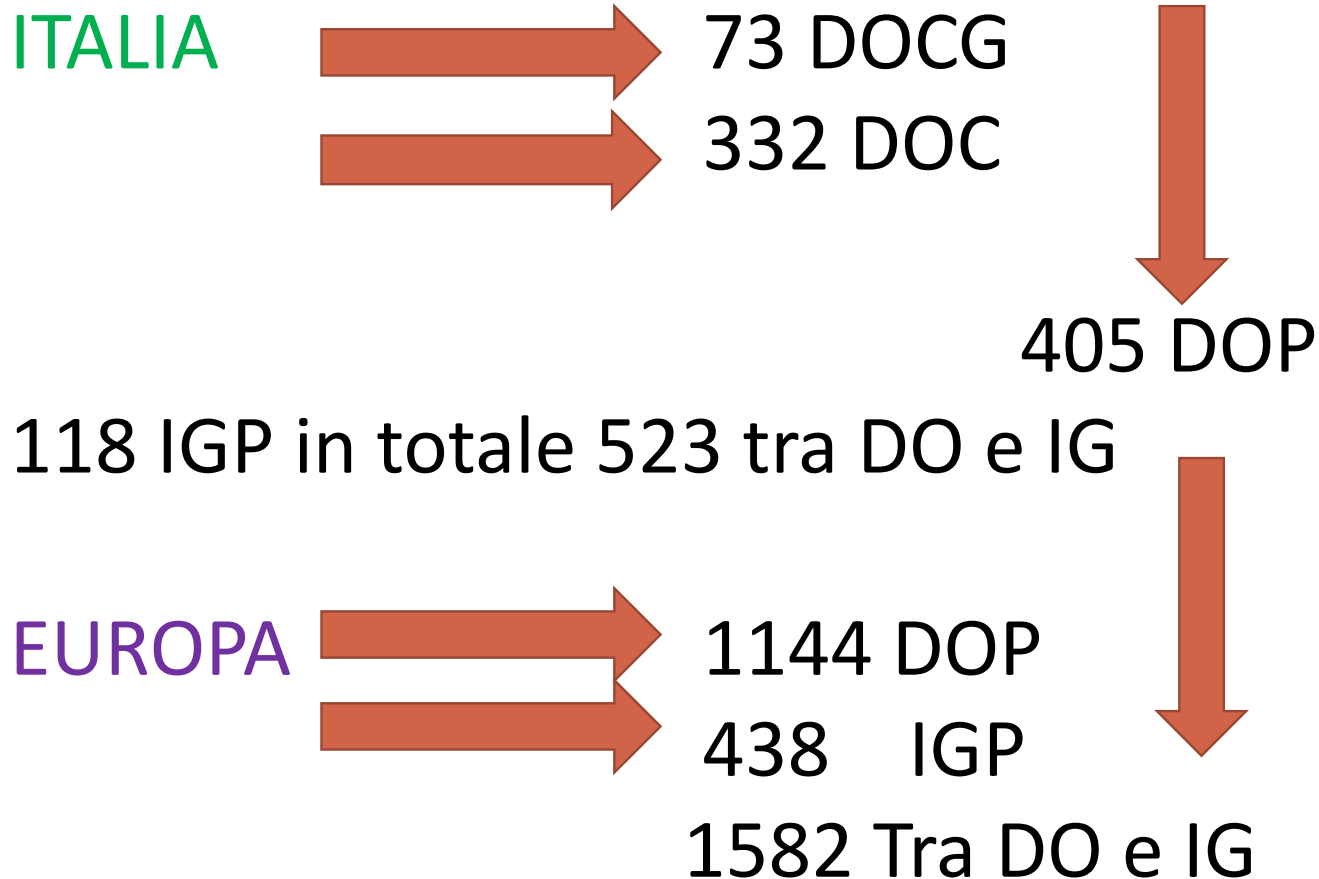 ITALIA 73 DOCG
332 DOC
405 DOP
118 IGP in totale 523 tra DO e IG
EUROPA 1144 DOP
438 IGP
1582 Tra DO e IG